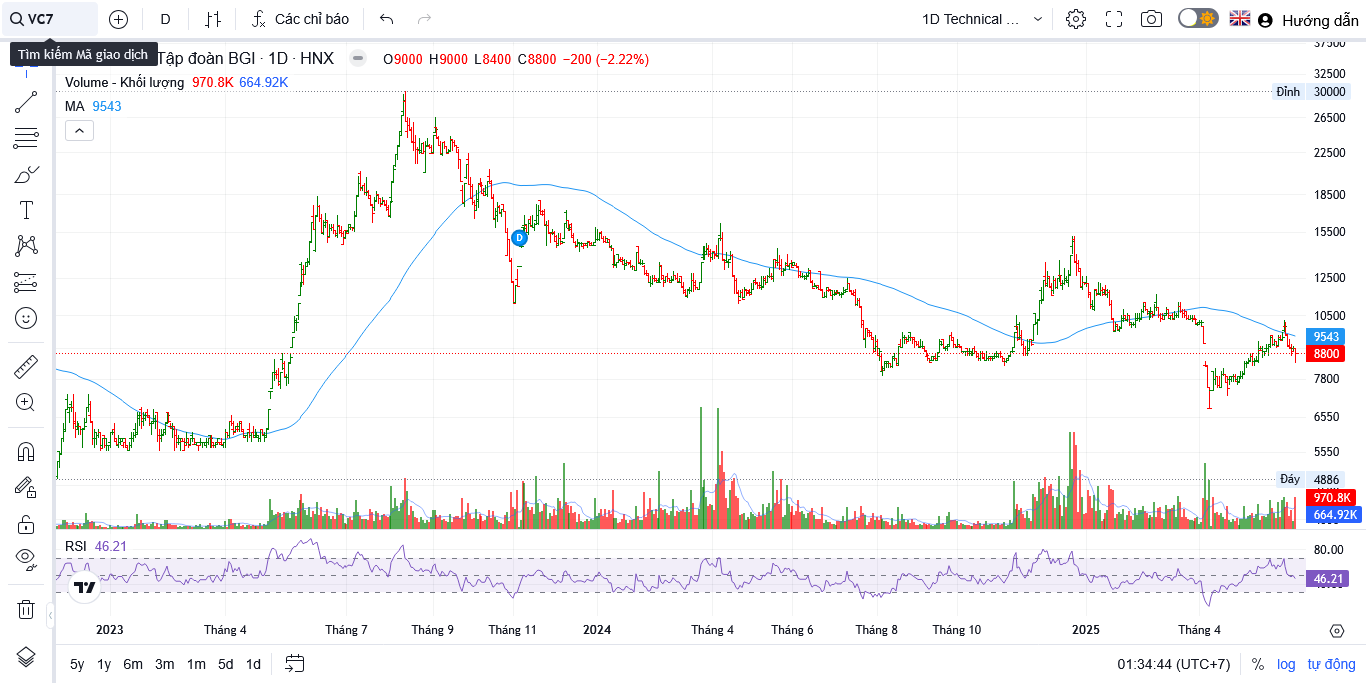 VC7
D
Các chỉ báo
1D Technical ...
Hướng dẫn
Tìm kiếm Mã giao dịch
Tập đoàn BGI · 1D · HNX
O9000 H9000 L8400 C8800 −200 (−2.22%)
Volume - Khối lượng 970.8K 664.92K
MA 9543
D
37500
32500
Đỉnh 30000
26500
22500
18500
15500
12500
10500
9543
8800
7800
6550
5550
Đáy 4886
970.8K
664.92K
RSI 46.21
80.00
46.21
2023 Tháng 4 Tháng 7 Tháng 9 Tháng 11 2024 Tháng 4 Tháng 6 Tháng 8 Tháng 10 2025 Tháng 4
5y 1y 6m 3m 1m 5d 1d
01:34:44 (UTC+7) % log tự động